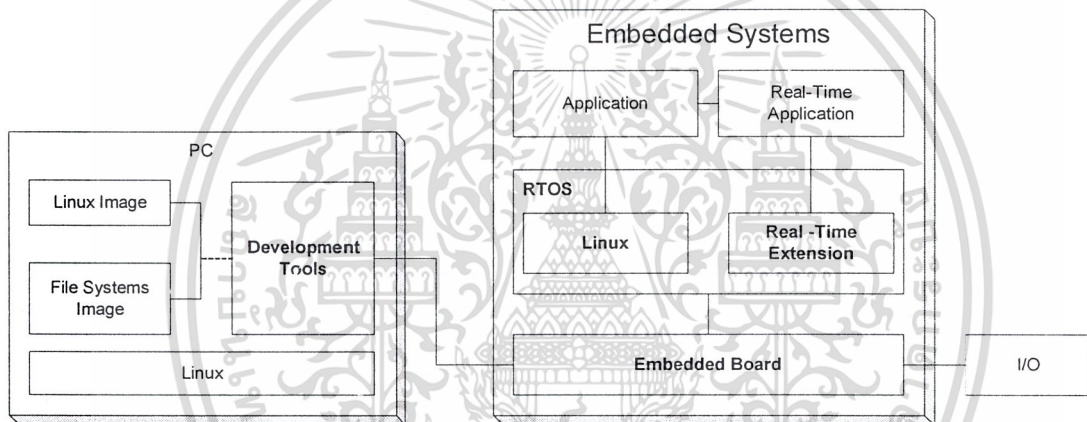 Embedded Systems
Application
Real-Time
Application
PC
Linux Image
File Systems
Image
Development
Tools
Linux
RTOS
Linux
Real -Time
Extension
Embedded Board
I/O